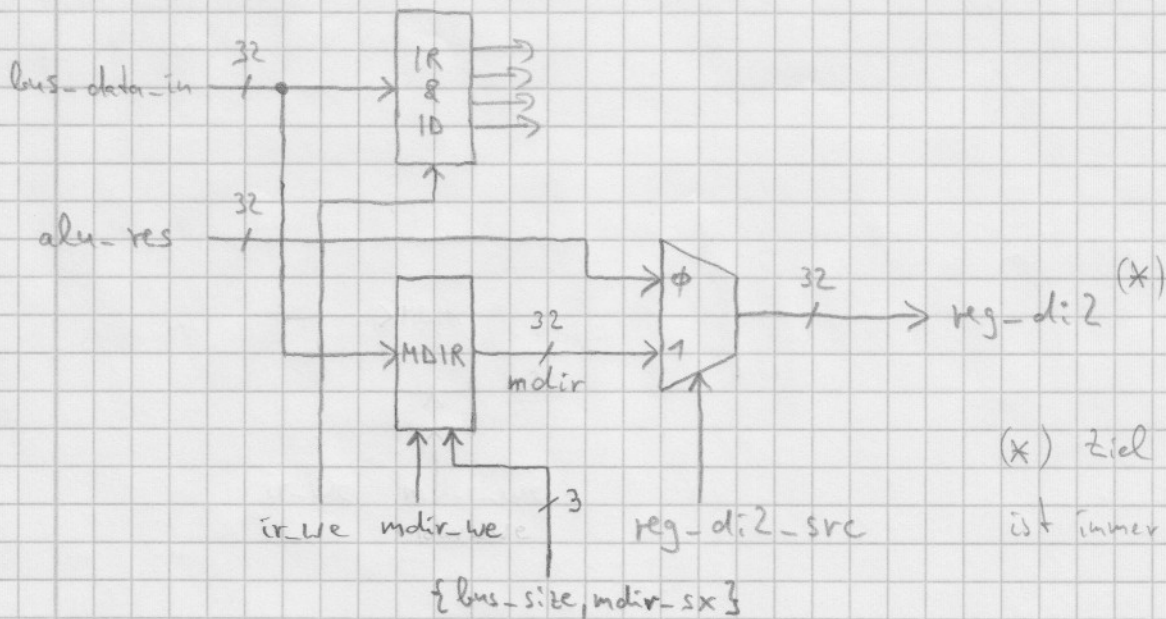 32
bus_data_in
IR
&
ID
32
alu_res
ϕ
32
(*)
reg_di2
32
1
MDIR
mdir
(*) Ziel
3
ir_we mdir_we reg_di2_src ist immer
{bus_size, mdir_sx}